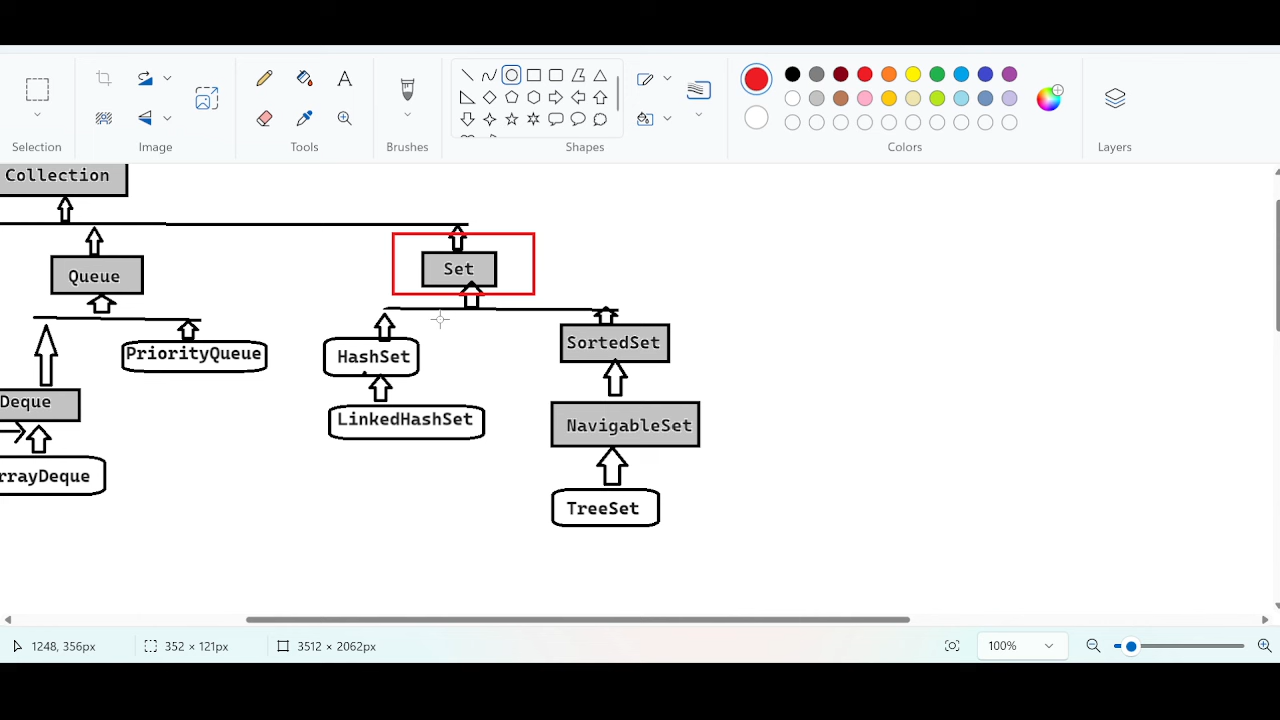 Selection
Image
Tools
Brushes
Shapes
Colors
Layers
Collection
Queue
Set
PriorityQueue
HashSet
SortedSet
Deque
LinkedHashSet
NavigableSet
rrayDeque
TreeSet
1248, 356px
352 × 121px
3512 × 2062px
100%